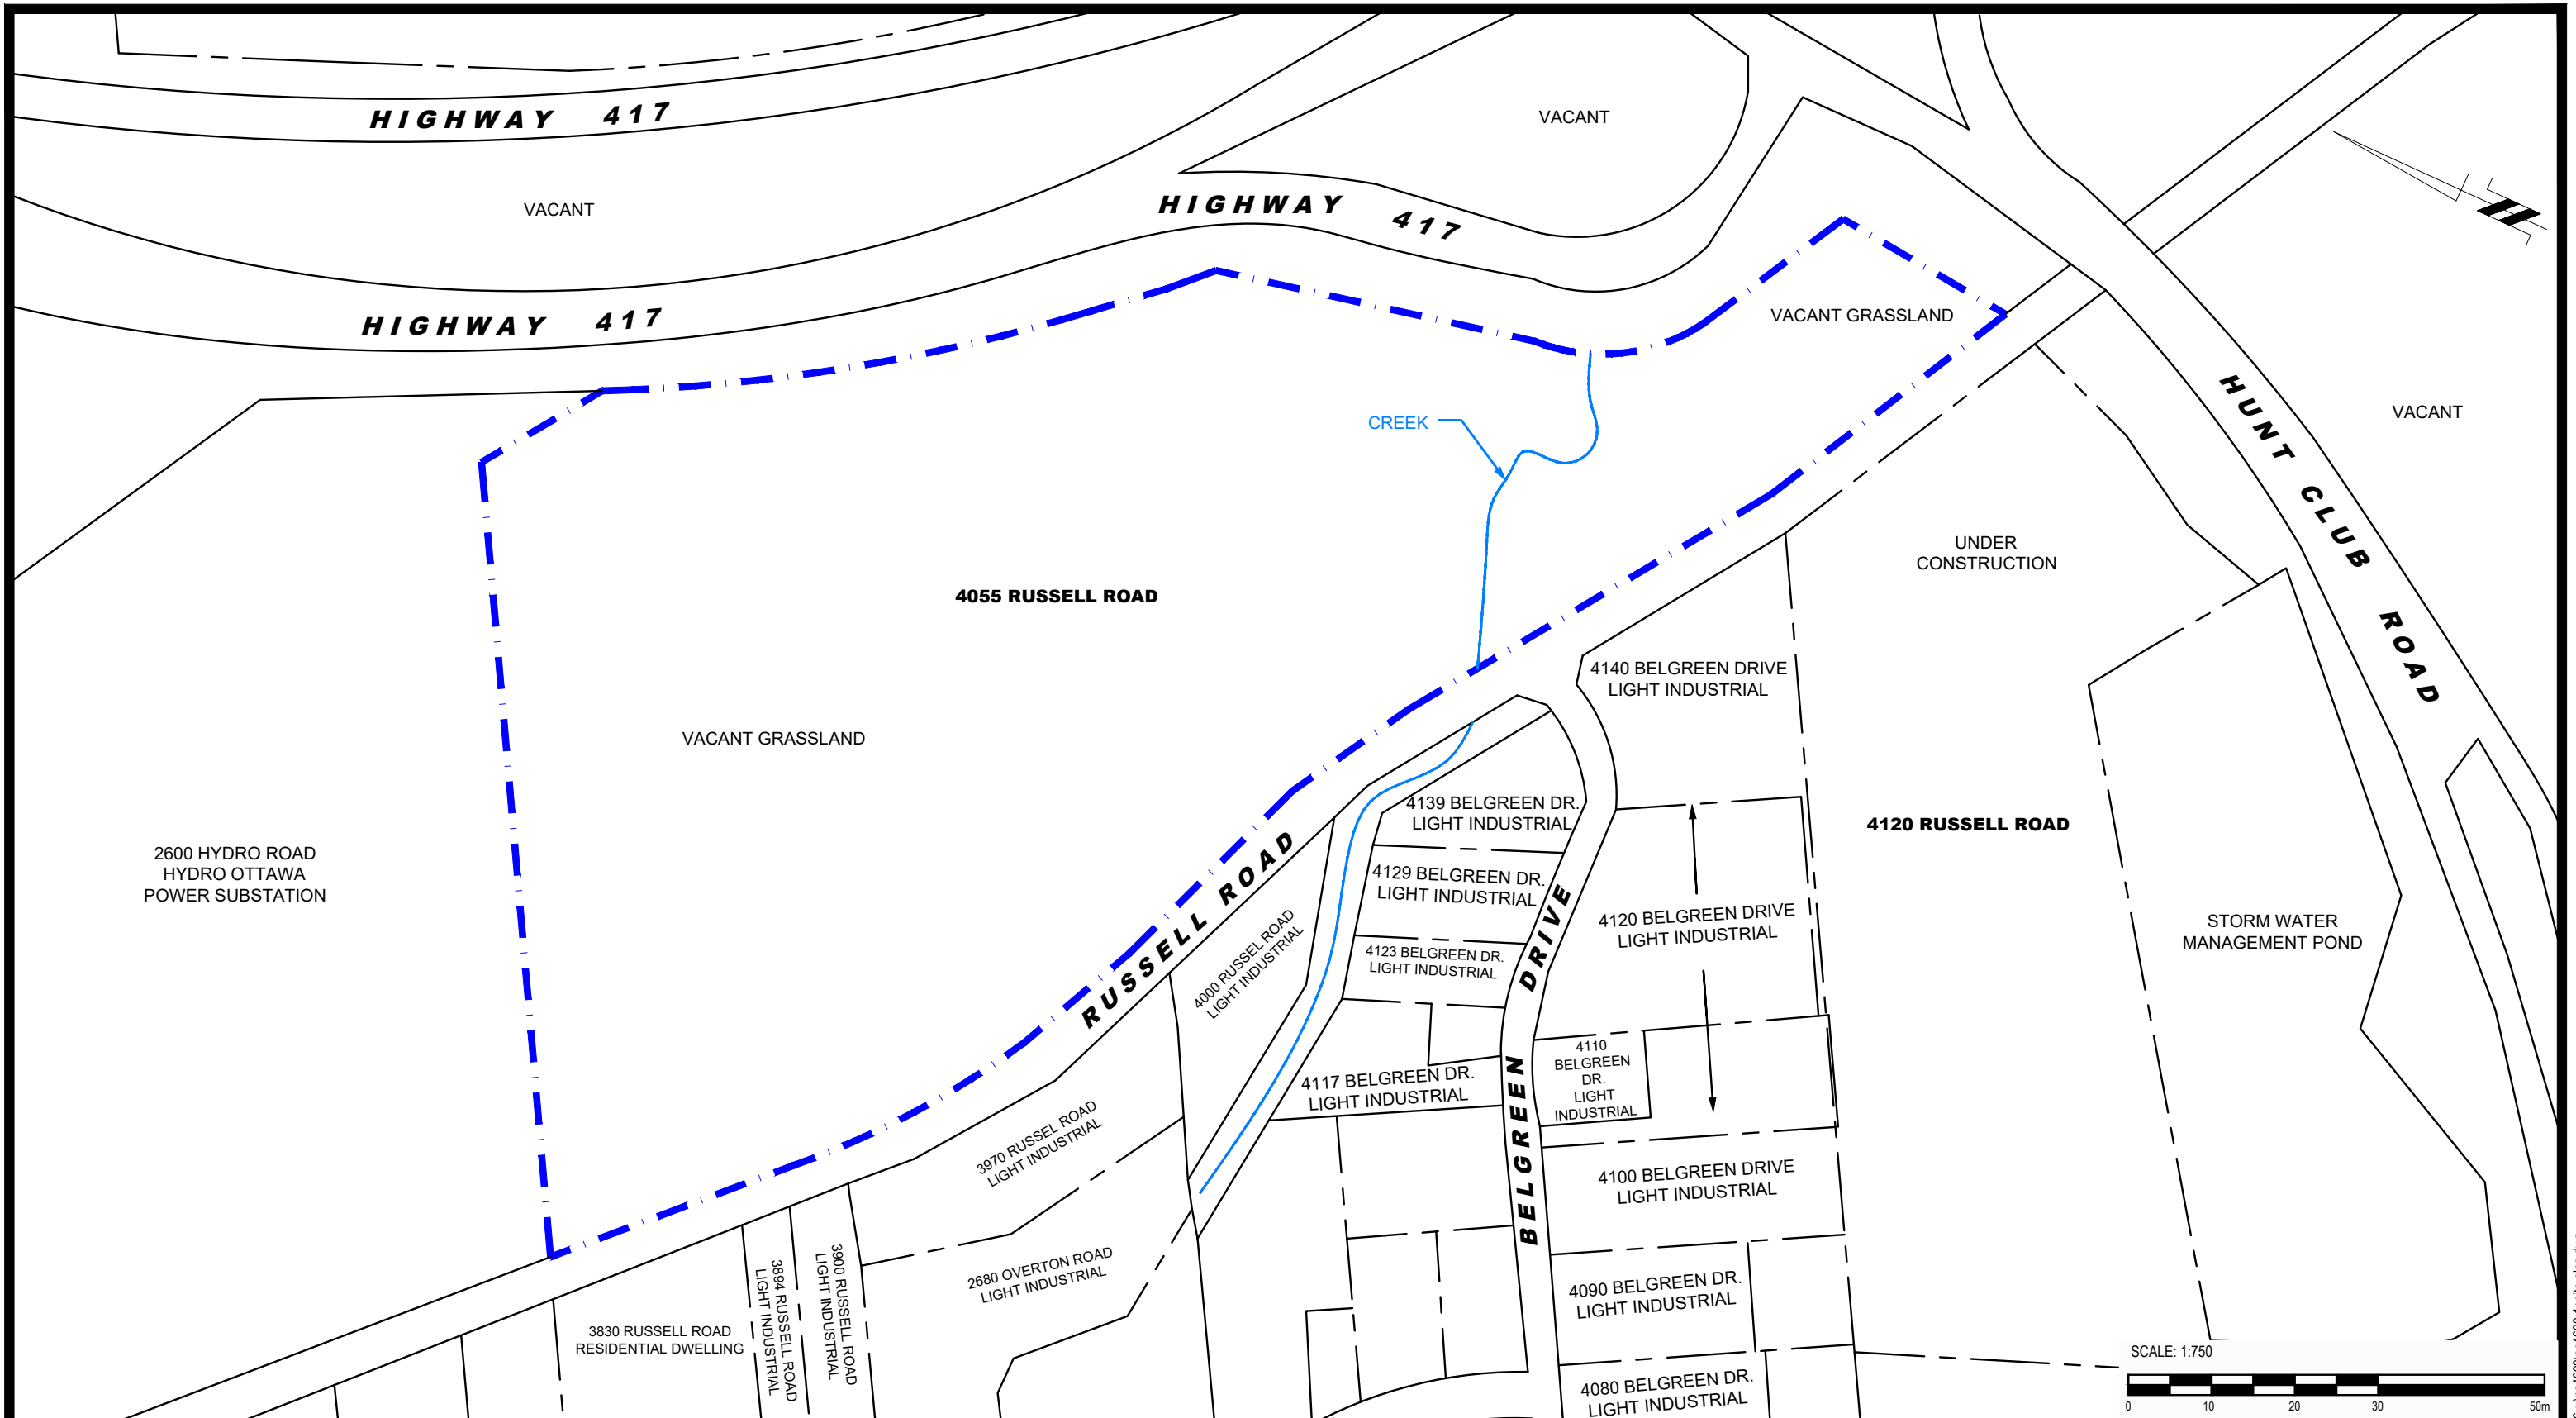 HIGHWAY 417
VACANT
VACANT
HIGHWAY 417
HIGHWAY 417
VACANT GRASSLAND
CREEK
HUNT CLUB ROAD
VACANT
UNDER
CONSTRUCTION
4055 RUSSELL ROAD
4140 BELGREEN DRIVE
LIGHT INDUSTRIAL
VACANT GRASSLAND
4139 BELGREEN DR.
LIGHT INDUSTRIAL
4120 RUSSELL ROAD
2600 HYDRO ROAD
HYDRO OTTAWA
POWER SUBSTATION
RUSSELL ROAD
4129 BELGREEN DR.
LIGHT INDUSTRIAL
4000 RUSSEL ROAD
LIGHT INDUSTRIAL
4123 BELGREEN DR.
LIGHT INDUSTRIAL
4120 BELGREEN DRIVE
LIGHT INDUSTRIAL
STORM WATER
MANAGEMENT POND
BELGREEN DRIVE
4117 BELGREEN DR.
LIGHT INDUSTRIAL
4110
BELGREEN
DR.
LIGHT
INDUSTRIAL
3970 RUSSEL ROAD
LIGHT INDUSTRIAL
4100 BELGREEN DRIVE
LIGHT INDUSTRIAL
2680 OVERTON ROAD
LIGHT INDUSTRIAL
3894 RUSSELL ROAD
LIGHT INDUSTRIAL
3900 RUSSELL ROAD
LIGHT INDUSTRIAL
4090 BELGREEN DR.
LIGHT INDUSTRIAL
3830 RUSSELL ROAD
RESIDENTIAL DWELLING
4080 BELGREEN DR.
LIGHT INDUSTRIAL
SCALE: 1:750
0 10 20 30 50m